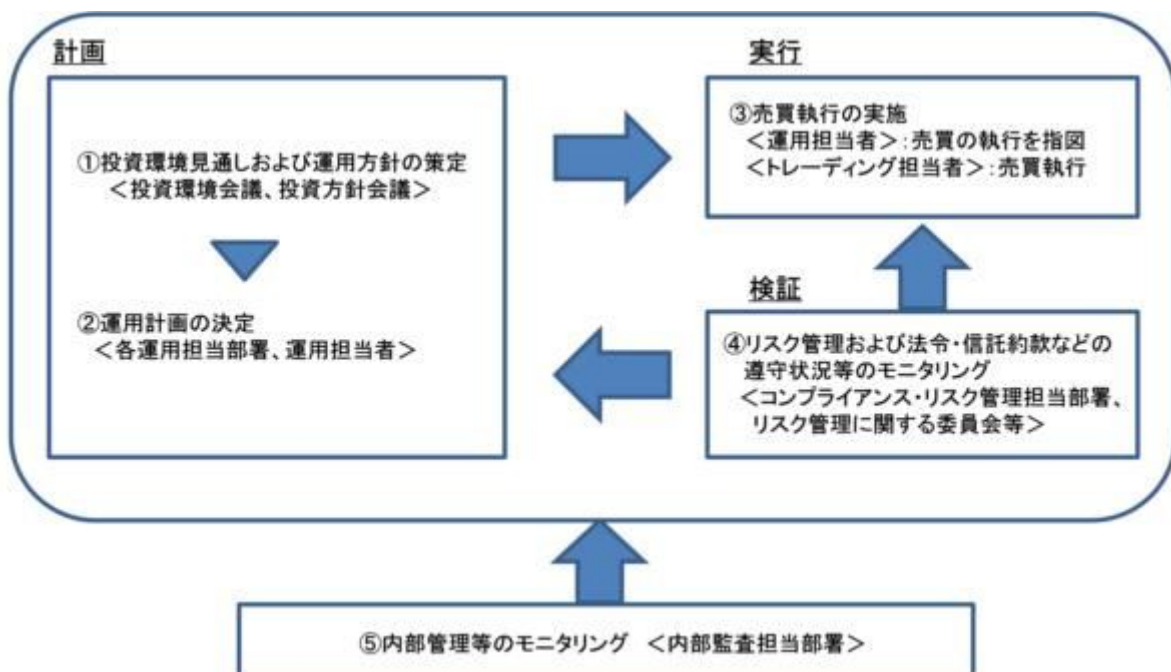 計画
①投資環境見通しおよび運用方針の策定
＜投資環境会議、投資方針会議＞
②運用計画の決定
＜各運用担当部署、運用担当者＞
実行
③売買執行の実施
＜運用担当者＞：売買の執行を指図
＜トレーディング担当者＞：売買執行
検証
④リスク管理および法令・信託約款などの
遵守状況等のモニタリング
＜コンプライアンス・リスク管理担当部署、
リスク管理に関する委員会等＞
⑤内部管理等のモニタリング ＜内部監査担当部署＞